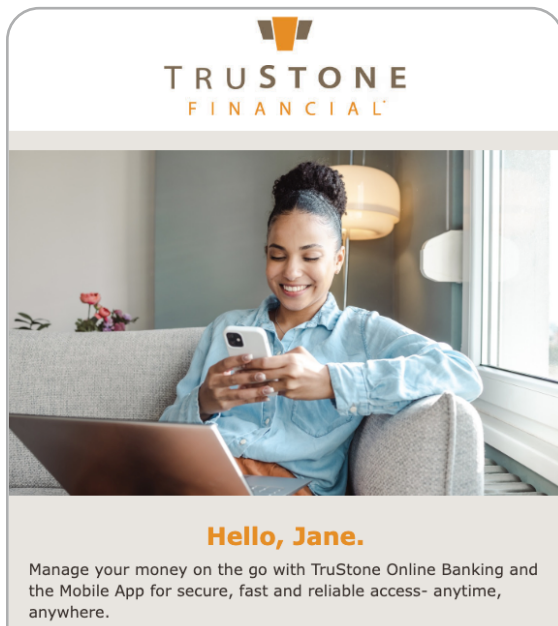 TRUSTONE
FINANCIAL
Hello, Jane.
Manage your money on the go with TruStone Online Banking and
the Mobile App for secure, fast and reliable access- anytime,
anywhere.